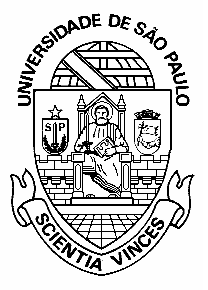 UNIVERSIDADE DE SÃO PAULO
S P
SCIENTIA VINCES